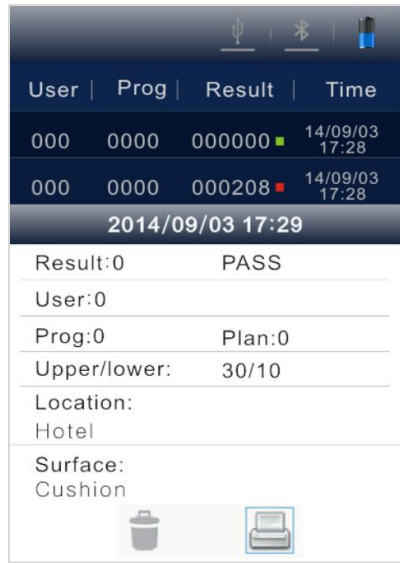 User | Prog | Result | Time
000 0000 000000 14/09/03 17:28
000 0000 000208 14/09/03 17:28
2014/09/03 17:29
Result:0 PASS
User:0
Prog:0 Plan:0
Upper/lower: 30/10
Location:
Hotel
Surface:
Cushion